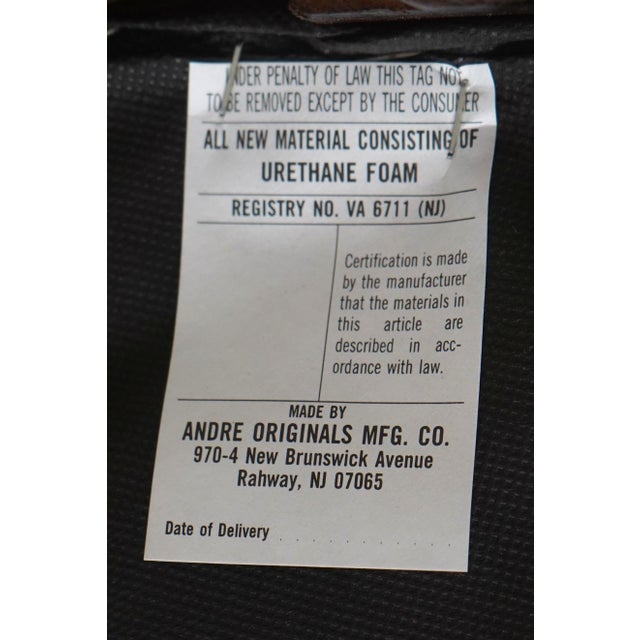 UNDER PENALTY OF LAW THIS TAG NOT
TO BE REMOVED EXCEPT BY THE CONSUMER
ALL NEW MATERIAL CONSISTING OF
URETHANE FOAM
REGISTRY NO. VA 6711 (NJ)
Certification is made
by the manufacturer
that the materials in
this article are
described in acc-
ordance with law.
MADE BY
ANDRE ORIGINALS MFG. CO.
970-4 New Brunswick Avenue
Rahway, NJ 07065
Date of Delivery . . . . . . . . . . . .